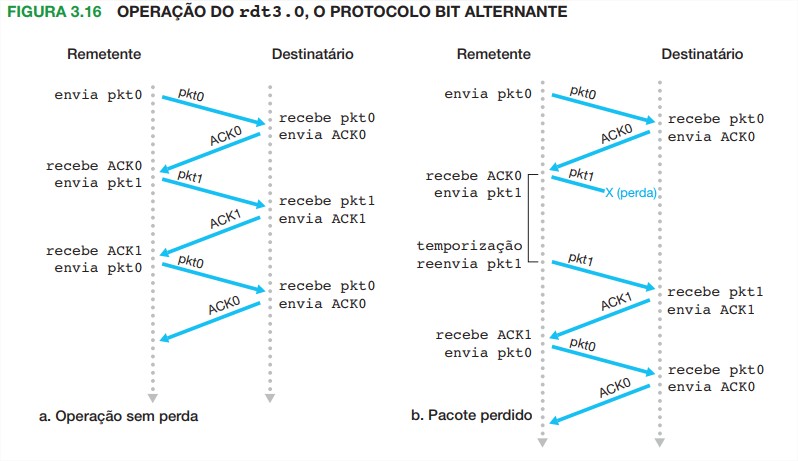 FIGURA 3.16 OPERAÇÃO DO rdt3.0, O PROTOCOLO BIT ALTERNANTE
Remetente
Destinatário
envia pkt0
pkt0
recebe pkt0
envia ACK0
ACK0
recebe ACK0
envia pkt1
pkt1
recebe pkt1
envia ACK1
ACK1
recebe ACK1
envia pkt0
pkt0
recebe pkt0
envia ACK0
ACK0
a. Operação sem perda
Remetente
Destinatário
envia pkt0
pkt0
recebe pkt0
envia ACK0
ACK0
recebe ACK0
envia pkt1
pkt1
X (perda)
temporização
reenvia pkt1
pkt1
recebe pkt1
envia ACK1
ACK1
recebe ACK1
envia pkt0
pkt0
recebe pkt0
envia ACK0
ACK0
b. Pacote perdido